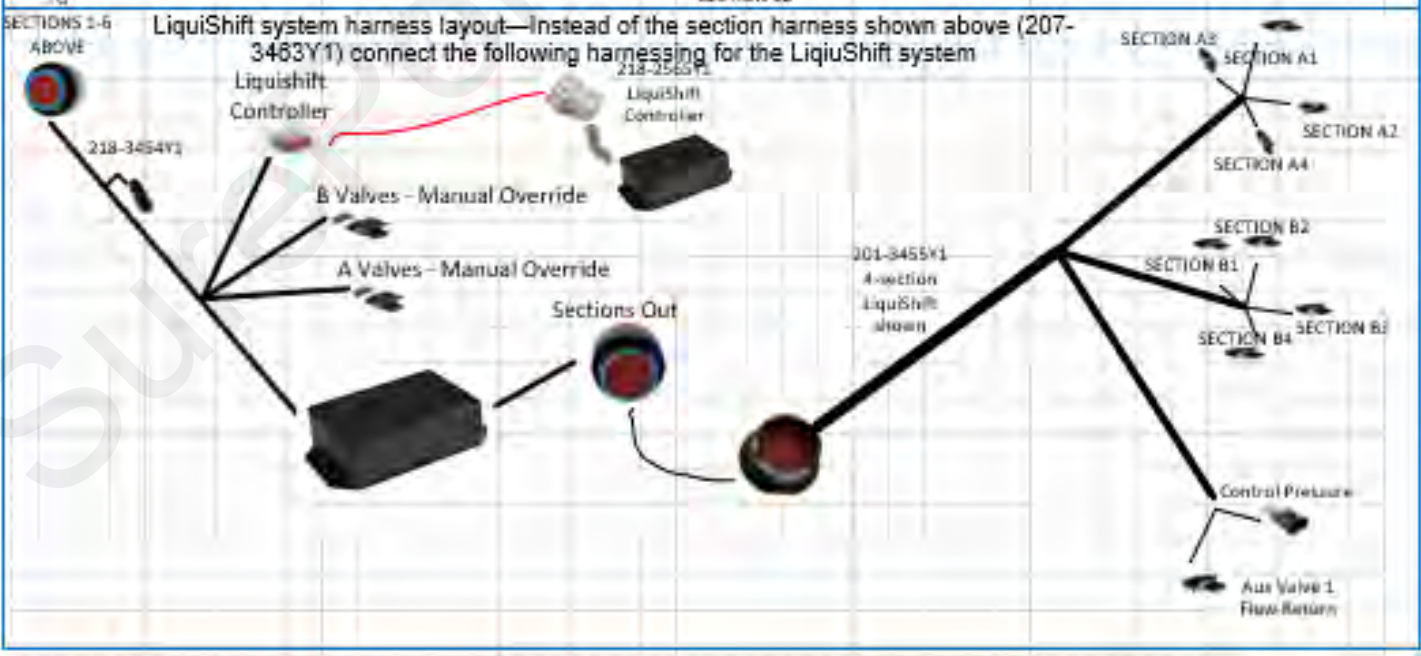 SECTIONS 1-6
ABOVE
LiquiShift system harness layout—Instead of the section harness shown above (207-
3463Y1) connect the following harnessing for the LiqiuShift system
Liquishift
Controller
218-2565Y1
LiquiShift
Controller
218-3454Y1
B Valves - Manual Override
A Valves - Manual Override
Sections Out
201-3455Y1
4-section
LiquiShift
shown
SECTION A3
SECTION A1
SECTION A2
SECTION A4
SECTION B2
SECTION B1
SECTION B3
SECTION B4
Control Pressure
Aux Valve 1
Flow Return
SureP